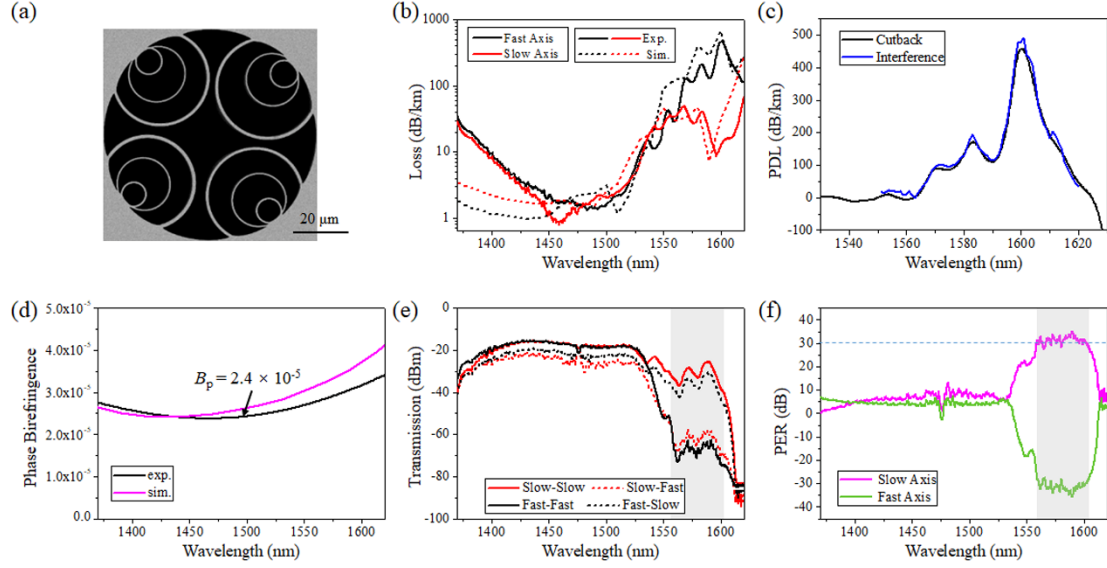 (a)
20 µm
(b)
Loss (dB/km)
1000
100
10
1
Fast Axis
Slow Axis
Exp.
Sim.
1400 1450 1500 1550 1600
Wavelength (nm)
(c)
PDL (dB/km)
500
400
300
200
100
0
-100
Cutback
Interference
1540 1560 1580 1600 1620
Wavelength (nm)
(d)
Phase Birefringence
5.0x10⁻⁵
4.0x10⁻⁵
3.0x10⁻⁵
2.0x10⁻⁵
1.0x10⁻⁵
0.0
Bₚ = 2.4 × 10⁻⁵
exp.
sim.
1400 1450 1500 1550 1600
Wavelength (nm)
(e)
Transmission (dBm)
0
-20
-40
-60
-80
-100
Slow-Slow Slow-Fast
Fast-Fast Fast-Slow
1400 1450 1500 1550 1600
Wavelength (nm)
(f)
PER (dB)
40
30
20
10
0
-10
-20
-30
-40
Slow Axis
Fast Axis
1400 1450 1500 1550 1600
Wavelength (nm)